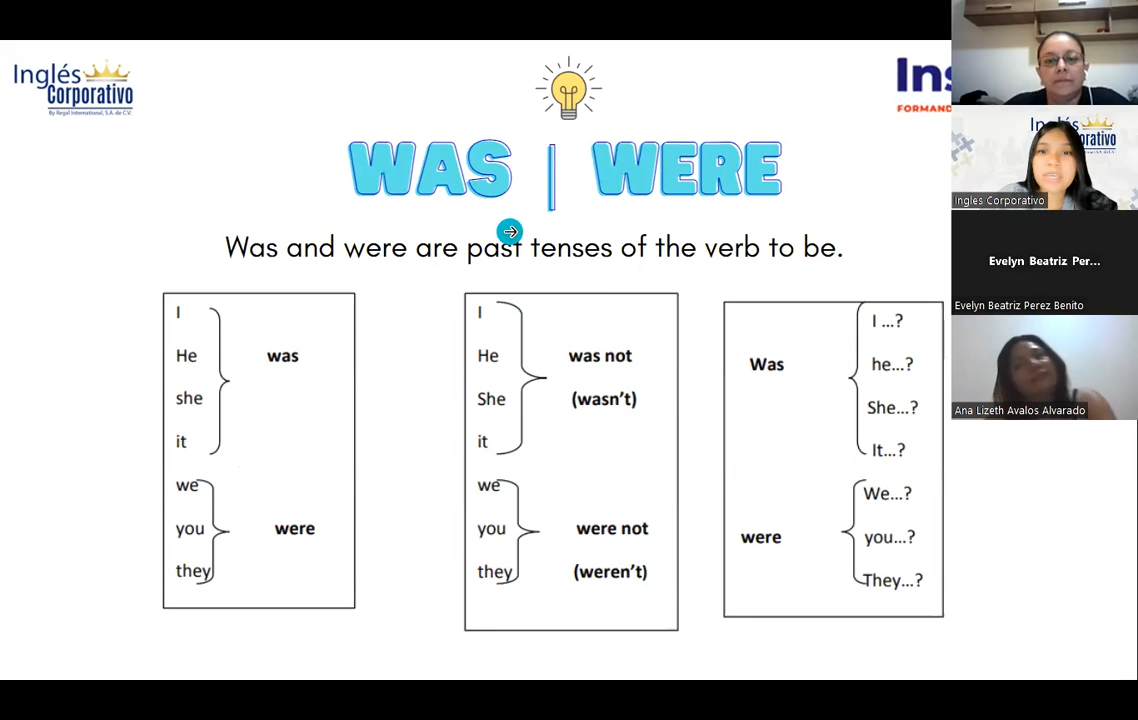 Inglés
Corporativo
By Regal International, S.A. de C.V.
WAS | WERE
Was and were are past tenses of the verb to be.
I
He
was
she
it
we
you
were
they
I
He
was not
She
(wasn't)
it
we
you
were not
they
(weren't)
I ...?
Was
he...?
She...?
It...?
We...?
were
you...?
They...?
Ingles Corporativo
Evelyn Beatriz Per...
Evelyn Beatriz Perez Benito
Ana Lizeth Avalos Alvarado